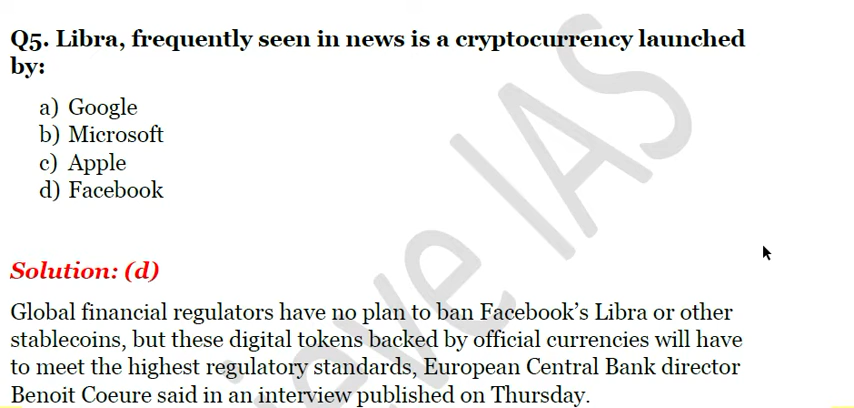 Q5. Libra, frequently seen in news is a cryptocurrency launched
by:
a) Google
b) Microsoft
c) Apple
d) Facebook
Solution: (d)
Global financial regulators have no plan to ban Facebook's Libra or other
stablecoins, but these digital tokens backed by official currencies will have
to meet the highest regulatory standards, European Central Bank director
Benoit Coeure said in an interview published on Thursday.
ieve IAS